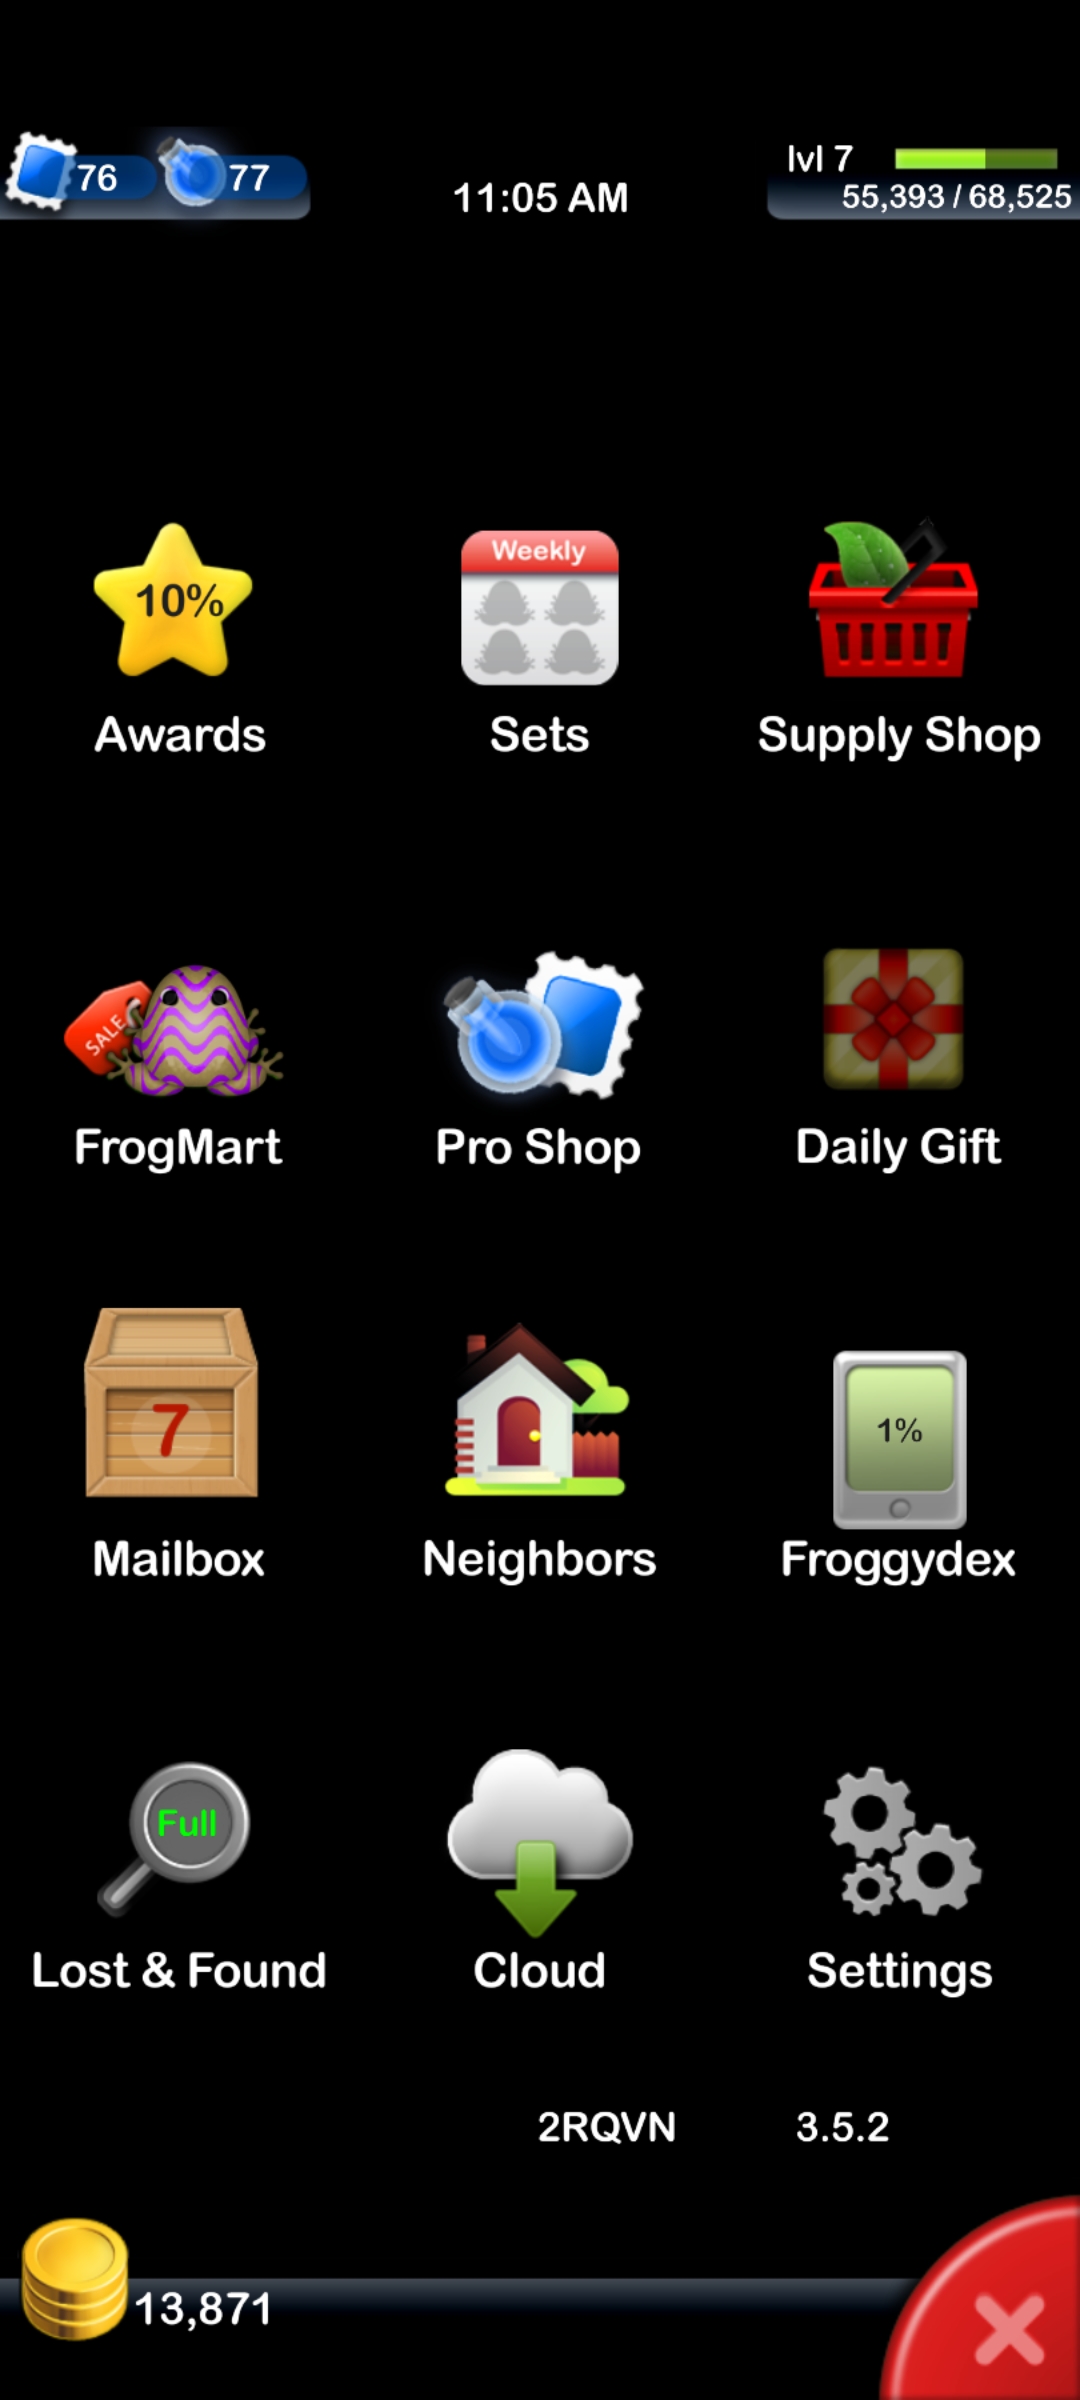 76
77
11:05 AM
lvl 7
55,393 / 68,525
10%
Weekly
Awards
Sets
Supply Shop
SALE
FrogMart
Pro Shop
Daily Gift
7
1%
Mailbox
Neighbors
Froggydex
Full
Lost & Found
Cloud
Settings
2RQVN
3.5.2
13,871